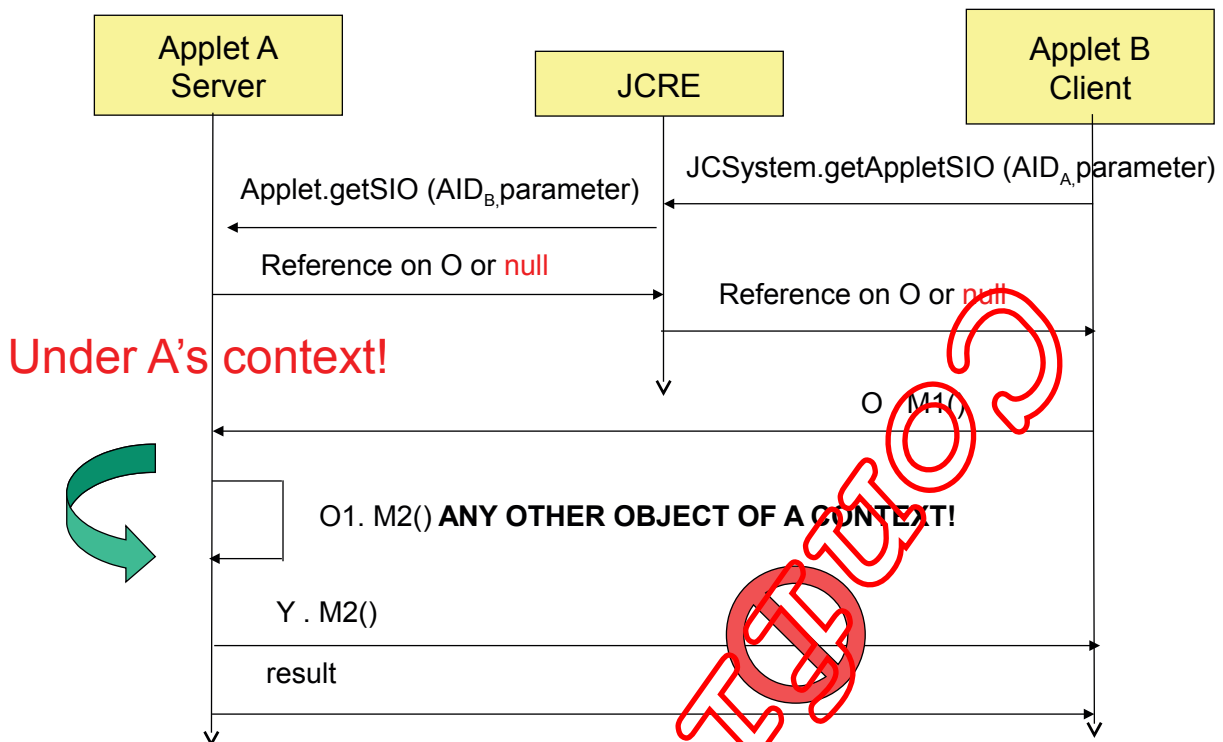 Applet A
Server
JCRE
Applet B
Client
JCSystem.getAppletSIO (AIDA,parameter)
Applet.getSIO (AIDB,parameter)
Reference on O or null
Reference on O or null
Under A's context!
O . M1()
O1. M2() ANY OTHER OBJECT OF A CONTEXT!
Y . M2()
result